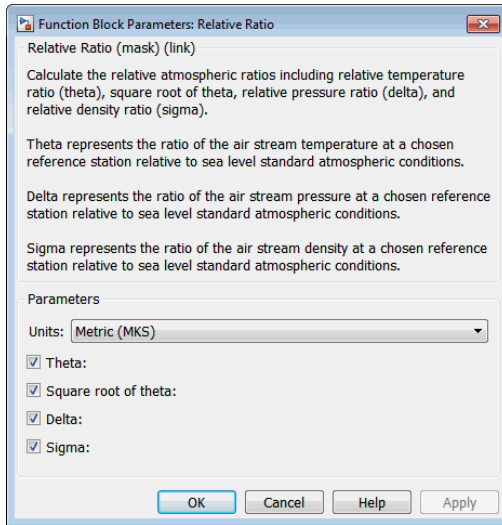 Function Block Parameters: Relative Ratio
Relative Ratio (mask) (link)
Calculate the relative atmospheric ratios including relative temperature
ratio (theta), square root of theta, relative pressure ratio (delta), and
relative density ratio (sigma).
Theta represents the ratio of the air stream temperature at a chosen
reference station relative to sea level standard atmospheric conditions.
Delta represents the ratio of the air stream pressure at a chosen reference
station relative to sea level standard atmospheric conditions.
Sigma represents the ratio of the air stream density at a chosen reference
station relative to sea level standard atmospheric conditions.
Parameters
Units: Metric (MKS)
Theta:
Square root of theta:
Delta:
Sigma:
OK Cancel Help Apply